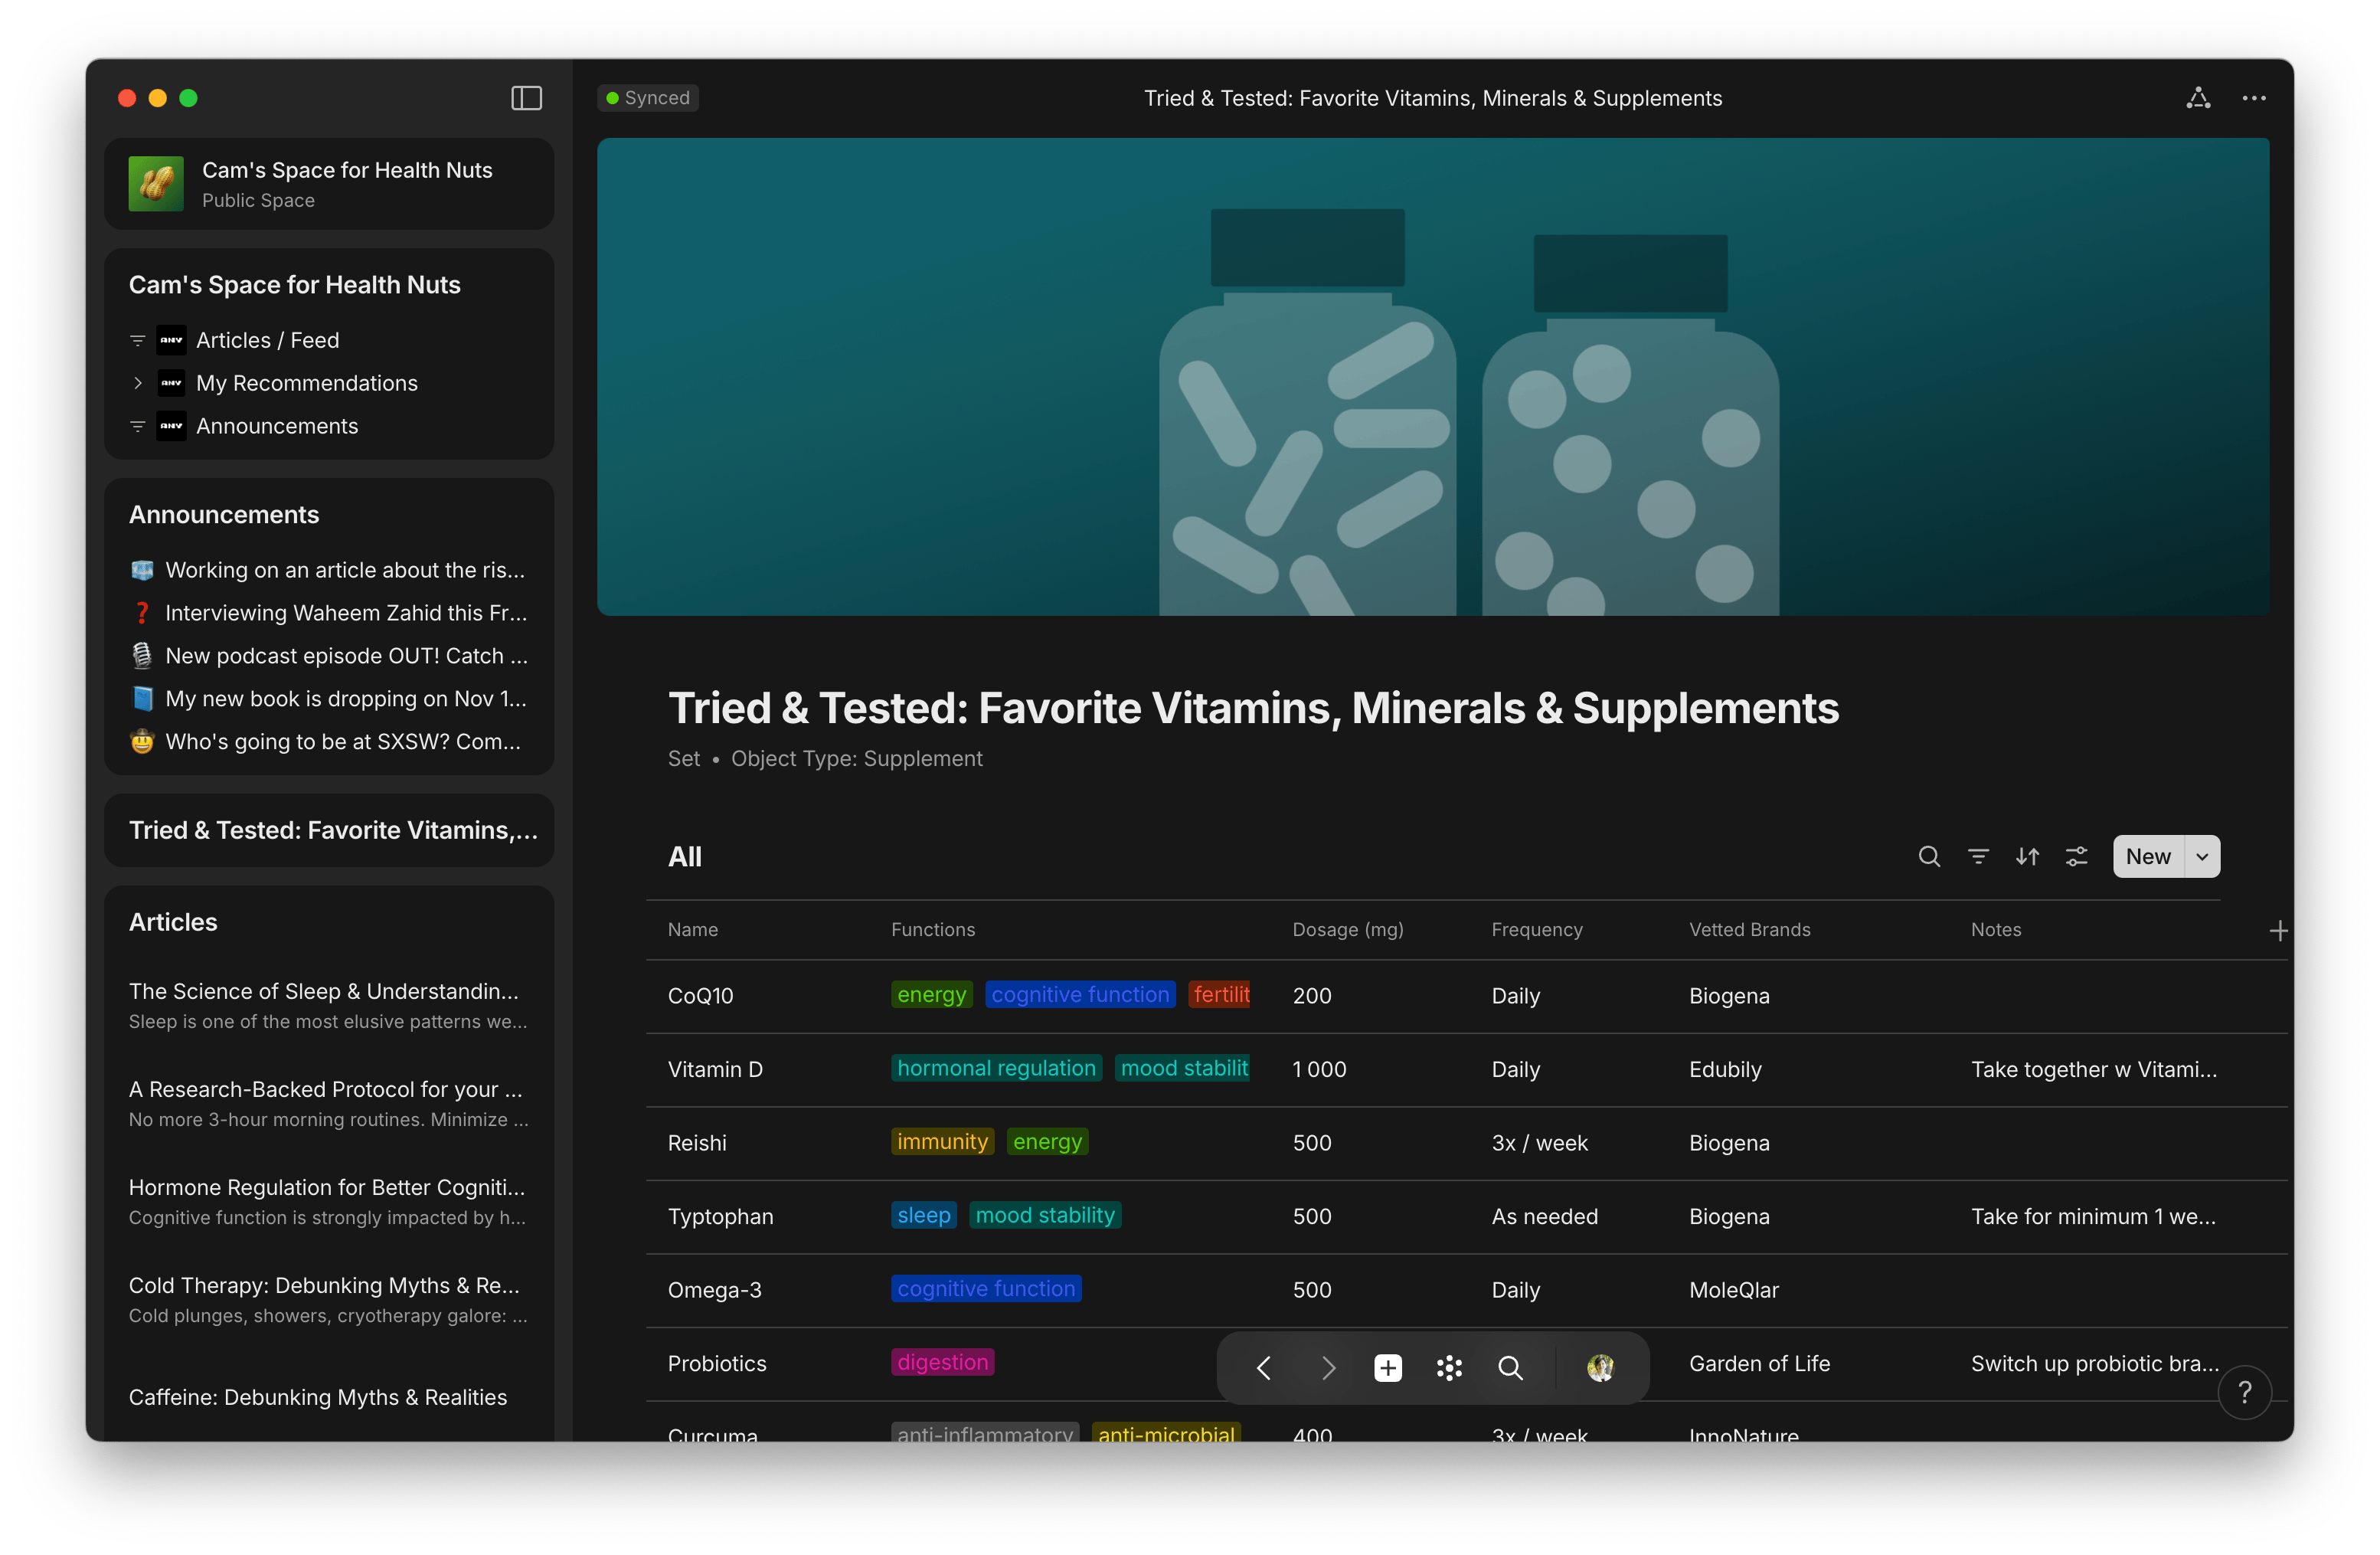 Synced
Tried & Tested: Favorite Vitamins, Minerals & Supplements
Cam's Space for Health Nuts
Public Space
Cam's Space for Health Nuts
Articles / Feed
My Recommendations
Announcements
Announcements
Working on an article about the ris...
Interviewing Waheem Zahid this Fr...
New podcast episode OUT! Catch ...
My new book is dropping on Nov 1...
Who's going to be at SXSW? Com...
Tried & Tested: Favorite Vitamins,...
Articles
The Science of Sleep & Understandin...
Sleep is one of the most elusive patterns we...
A Research-Backed Protocol for your ...
No more 3-hour morning routines. Minimize ...
Hormone Regulation for Better Cogniti...
Cognitive function is strongly impacted by h...
Cold Therapy: Debunking Myths & Re...
Cold plunges, showers, cryotherapy galore: ...
Caffeine: Debunking Myths & Realities
Tried & Tested: Favorite Vitamins, Minerals & Supplements
Set • Object Type: Supplement
All
New
Name Functions Dosage (mg) Frequency Vetted Brands Notes
CoQ10 energy cognitive function fertilit 200 Daily Biogena
Vitamin D hormonal regulation mood stabilit 1 000 Daily Edubily Take together w Vitami...
Reishi immunity energy 500 3x / week Biogena
Typtophan sleep mood stability 500 As needed Biogena Take for minimum 1 we...
Omega-3 cognitive function 500 Daily MoleQlar
Probiotics digestion Garden of Life Switch up probiotic bra...
Curcuma anti-inflammatory anti-microbial 400 3x / week InnoNature
?